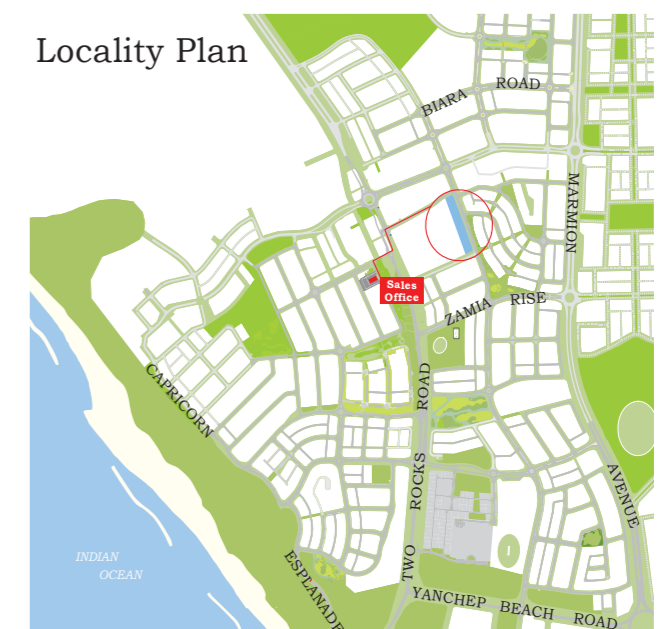 Locality Plan
BIARA ROAD
MARMION
AVENUE
Sales
Office
ZAMIA RISE
CAPRICORN
ESPLANADE
TWO ROCKS ROAD
INDIAN
OCEAN
YANCHEP BEACH ROAD